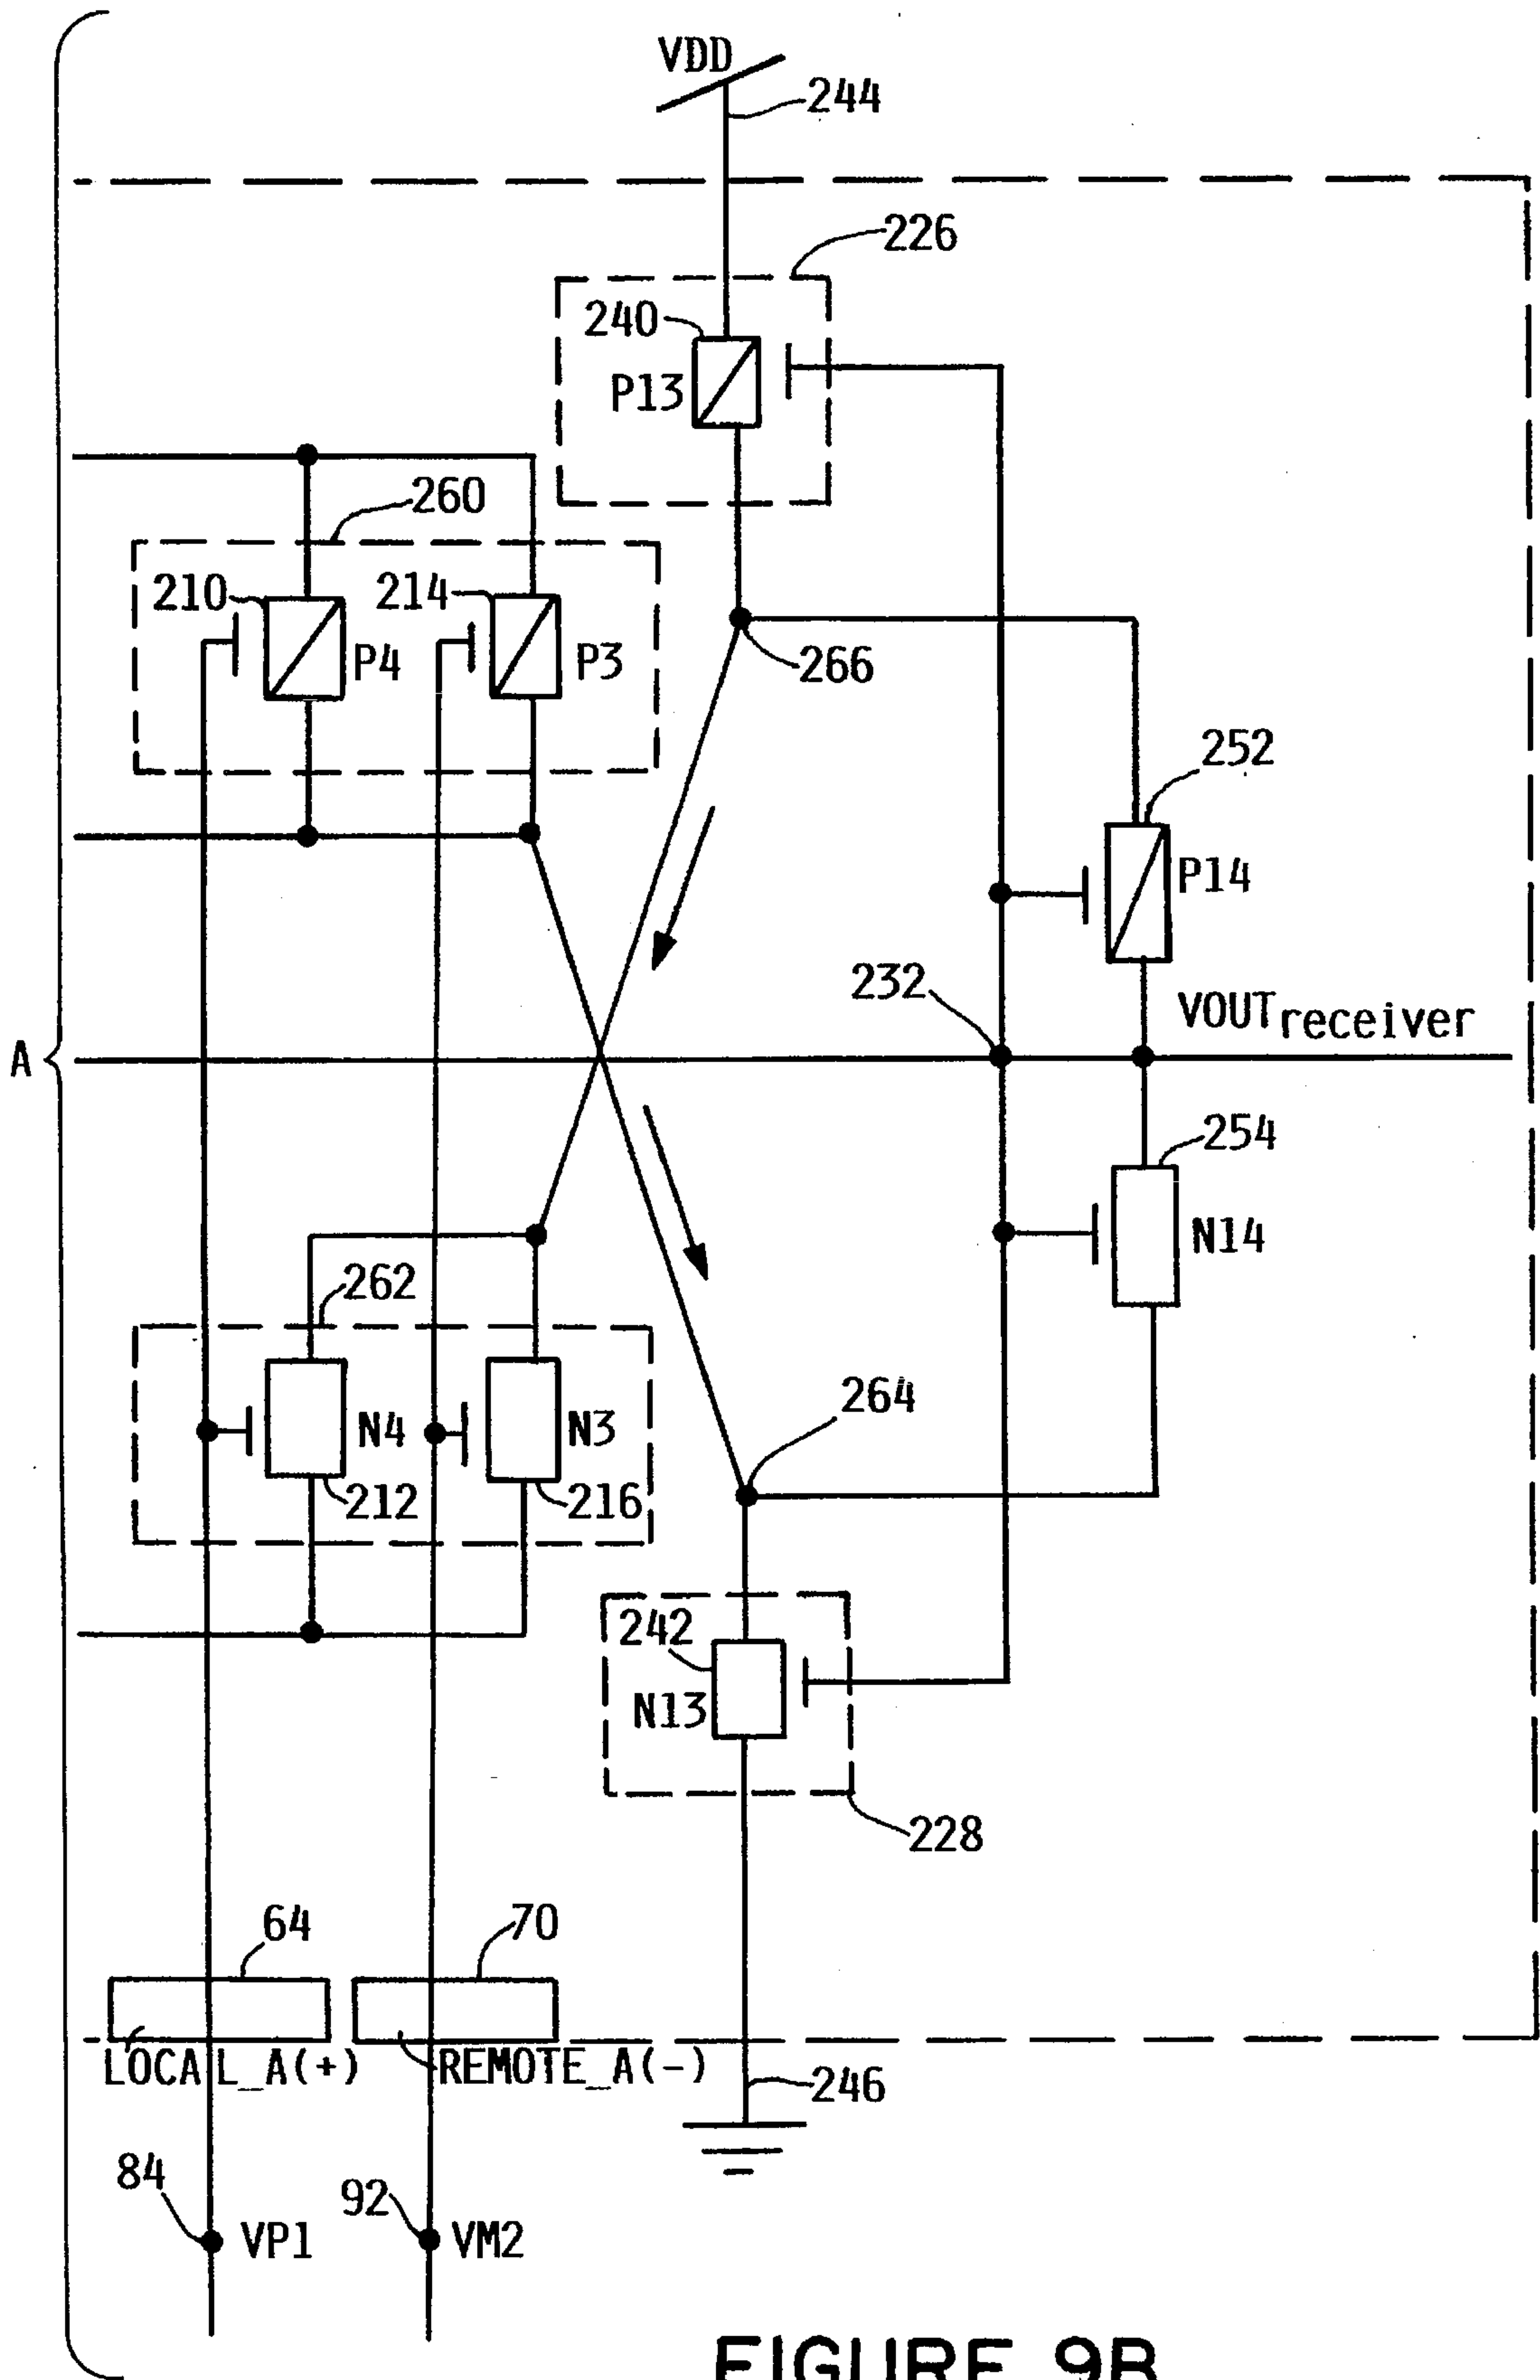 VDD
244
226
240
P13
260
210
214
P4
P3
266
252
P14
232
VOUTreceiver
A
254
N14
262
264
N4
N3
212
216
242
N13
228
64
70
LOCAL_A(+)
REMOTE_A(-)
246
84
92
VP1
VM2
FIGURE 9B